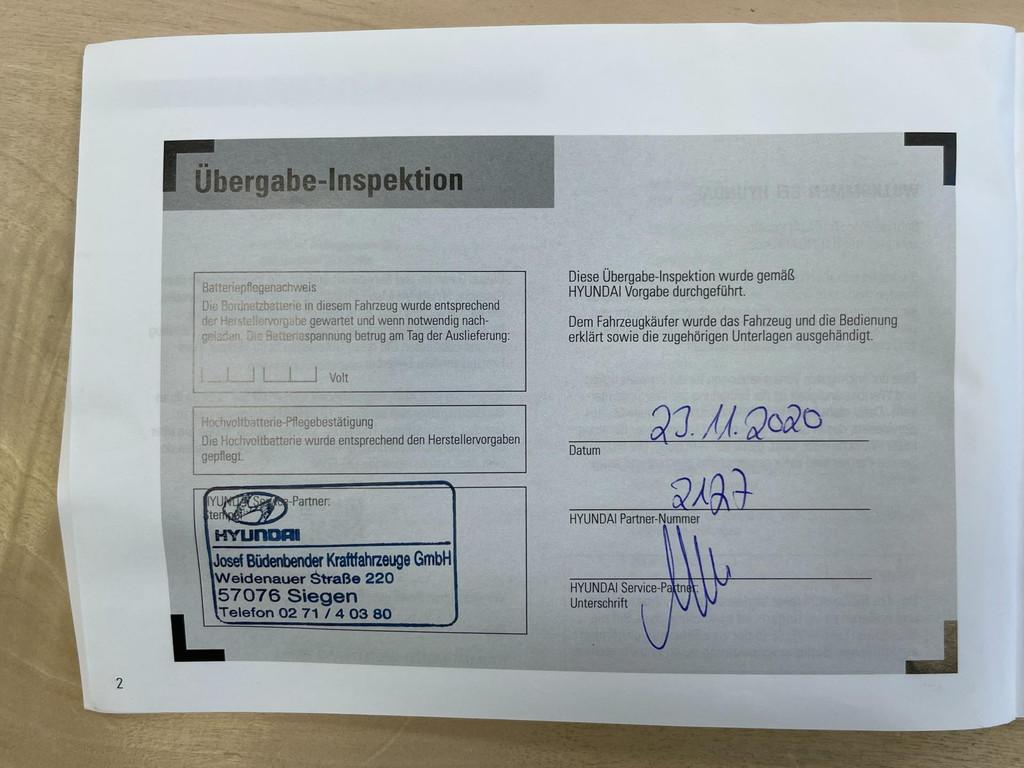 Übergabe-Inspektion
Batteriepflegenachweis
Die Bordnetzbatterie in diesem Fahrzeug wurde entsprechend
der Herstellervorgabe gewartet und wenn notwendig nach-
geladen. Die Batteriespannung betrug am Tag der Auslieferung:
Volt
Hochvoltbatterie-Pflegebestätigung
Die Hochvoltbatterie wurde entsprechend den Herstellervorgaben
gepflegt.
HYUNDAI Service-Partner:
Stempel
HYUNDAI
Josef Büdenbender Kraftfahrzeuge GmbH
Weidenauer Straße 220
57076 Siegen
Telefon 02 71 / 4 03 80
Diese Übergabe-Inspektion wurde gemäß
HYUNDAI Vorgabe durchgeführt.
Dem Fahrzeugkäufer wurde das Fahrzeug und die Bedienung
erklärt sowie die zugehörigen Unterlagen ausgehändigt.
23.11.2020
Datum
2127
HYUNDAI Partner-Nummer
HYUNDAI Service-Partner:
Unterschrift
2